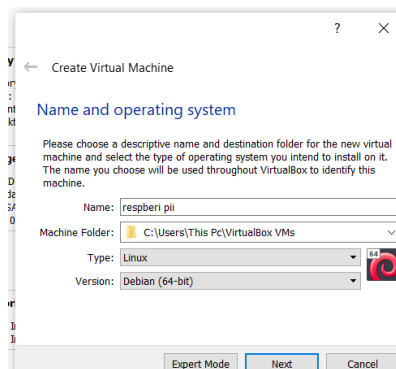 ?
Create Virtual Machine
Name and operating system
Please choose a descriptive name and destination folder for the new virtual
machine and select the type of operating system you intend to install on it.
The name you choose will be used throughout VirtualBox to identify this
machine.
Name: respberi pii
Machine Folder: C:\Users\This Pc\VirtualBox VMs
Type: Linux
64
Version: Debian (64-bit)
Expert Mode Next Cancel